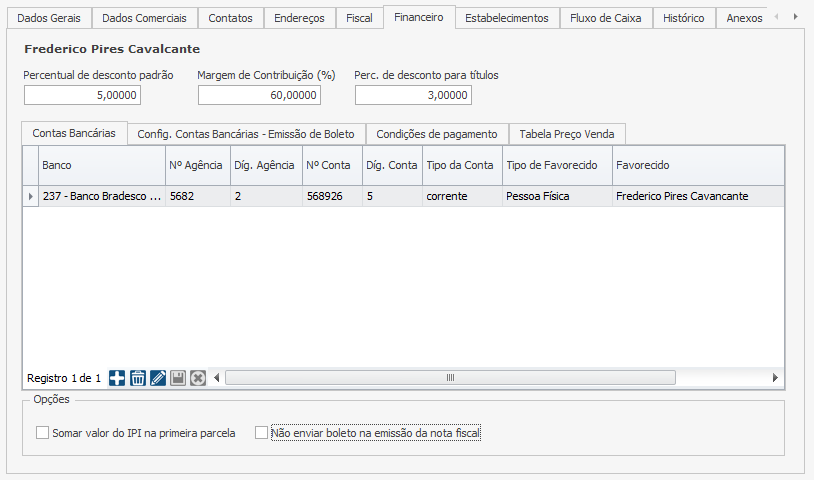 Dados Gerais Dados Comerciais Contatos Endereços Fiscal Financeiro Estabelecimentos Fluxo de Caixa Histórico Anexos
Frederico Pires Cavalcante
Percentual de desconto padrão Margem de Contribuição (%) Perc. de desconto para títulos
5,00000 60,00000 3,00000
Contas Bancárias Config. Contas Bancárias - Emissão de Boleto Condições de pagamento Tabela Preço Venda
Banco Nº Agência Díg. Agência Nº Conta Díg. Conta Tipo da Conta Tipo de Favorecido Favorecido
237 - Banco Bradesco ... 5682 2 568926 5 corrente Pessoa Física Frederico Pires Cavancante
Registro 1 de 1
Opções
Somar valor do IPI na primeira parcela Não enviar boleto na emissão da nota fiscal